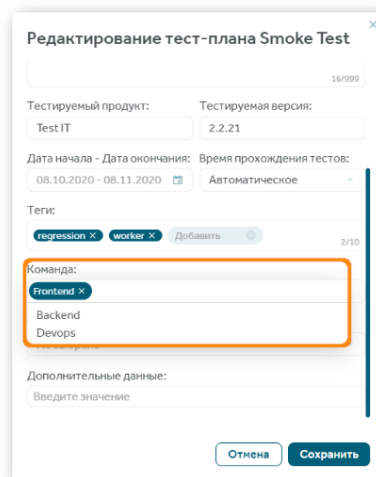 Редактирование тест-плана Smoke Test
16/999
Тестируемый продукт: Тестируемая версия:
Test IT 2.2.21
Дата начала - Дата окончания: Время прохождения тестов:
08.10.2020 - 08.11.2020 Автоматическое
Теги:
regression × worker × Добавить
2/10
Команда:
Frontend ×
Backend
Devops
Дополнительные данные:
Введите значение
Отмена Сохранить